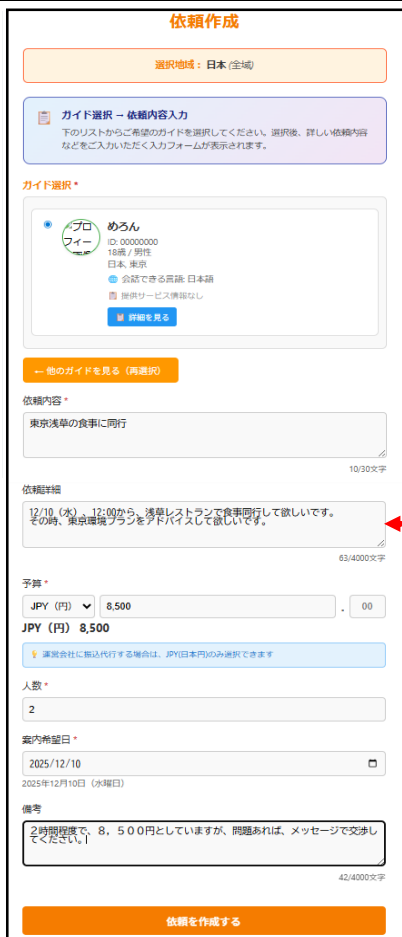 依頼作成
選択地域： 日本 (全域)
ガイド選択 → 依頼内容入力
下のリストからご希望のガイドを選択してください。選択後、詳しい依頼内容
などをご入力いただく入力フォームが表示されます。
ガイド選択 *
プロ
フィー
めろん
ID: 00000000
18歳 / 男性
日本, 東京
会話できる言語: 日本語
提供サービス情報なし
詳細を見る
← 他のガイドを見る（再選択）
依頼内容 *
東京浅草の食事に同行
10/30文字
依頼詳細
12/10（水）、12:00から、浅草レストランで食事同行して欲しいです。
その時、東京環境プランをアドバイスして欲しいです。
63/4000文字
予算 *
JPY（円） 8,500 . 00
JPY（円） 8,500
運営会社に振込代行する場合は、JPY(日本円)のみ選択できます
人数 *
2
案内希望日 *
2025/12/10
2025年12月10日（水曜日）
備考
２時間程度で、８，５００円としていますが、問題あれば、メッセージで交渉し
てください。
42/4000文字
依頼を作成する